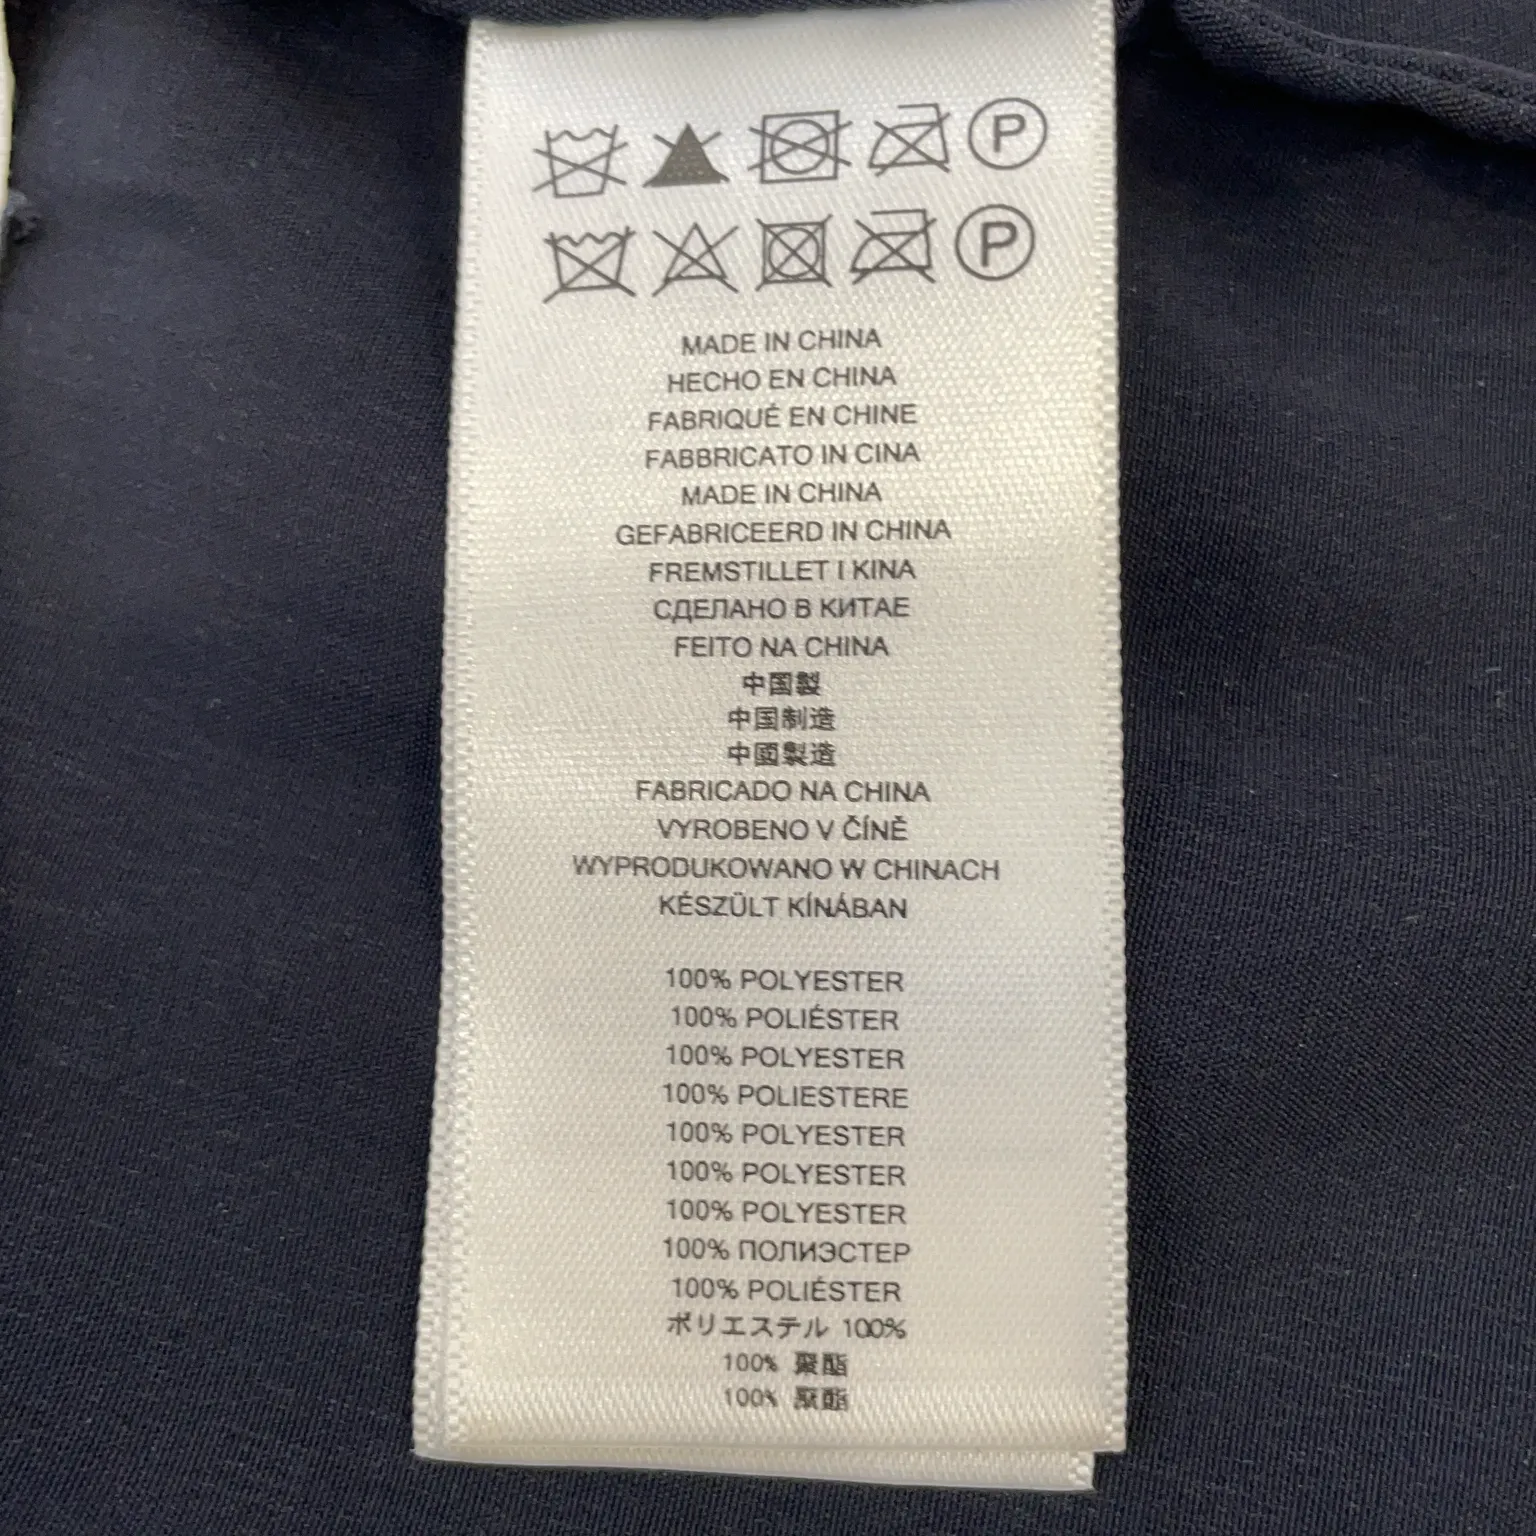 P
P
MADE IN CHINA
HECHO EN CHINA
FABRIQUÉ EN CHINE
FABBRICATO IN CINA
MADE IN CHINA
GEFABRICEERD IN CHINA
FREMSTILLET I KINA
СДЕЛАНО В КИТАЕ
FEITO NA CHINA
中国製
中国制造
中國製造
FABRICADO NA CHINA
VYROBENO V ČÍNĚ
WYPRODUKOWANO W CHINACH
KÉSZÜLT KÍNÁBAN
100% POLYESTER
100% POLIÉSTER
100% POLYESTER
100% POLIESTERE
100% POLYESTER
100% POLYESTER
100% POLYESTER
100% ПОЛИЭСТЕР
100% POLIÉSTER
ポリエステル 100%
100% 聚酯
100% 聚酯